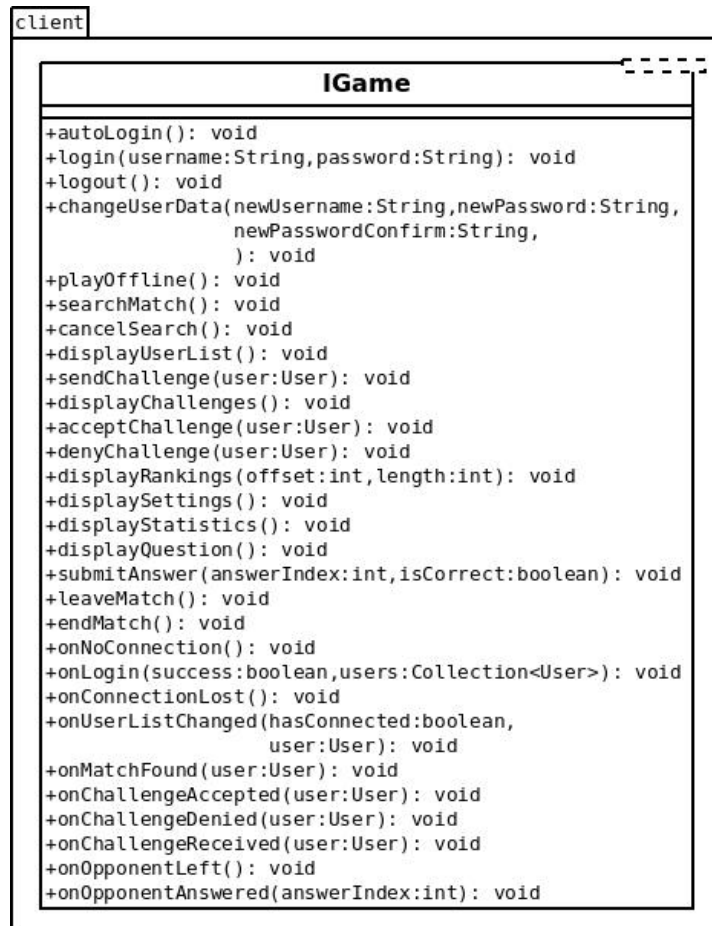 client
IGame
+autoLogin(): void
+login(username:String,password:String): void
+logout(): void
+changeUserData(newUsername:String,newPassword:String,
newPasswordConfirm:String,
): void
+playOffline(): void
+searchMatch(): void
+cancelSearch(): void
+displayUserList(): void
+sendChallenge(user:User): void
+displayChallenges(): void
+acceptChallenge(user:User): void
+denyChallenge(user:User): void
+displayRankings(offset:int,length:int): void
+displaySettings(): void
+displayStatistics(): void
+displayQuestion(): void
+submitAnswer(answerIndex:int,isCorrect:boolean): void
+leaveMatch(): void
+endMatch(): void
+onNoConnection(): void
+onLogin(success:boolean,users:Collection<User>): void
+onConnectionLost(): void
+onUserListChanged(hasConnected:boolean,
user:User): void
+onMatchFound(user:User): void
+onChallengeAccepted(user:User): void
+onChallengeDenied(user:User): void
+onChallengeReceived(user:User): void
+onOpponentLeft(): void
+onOpponentAnswered(answerIndex:int): void